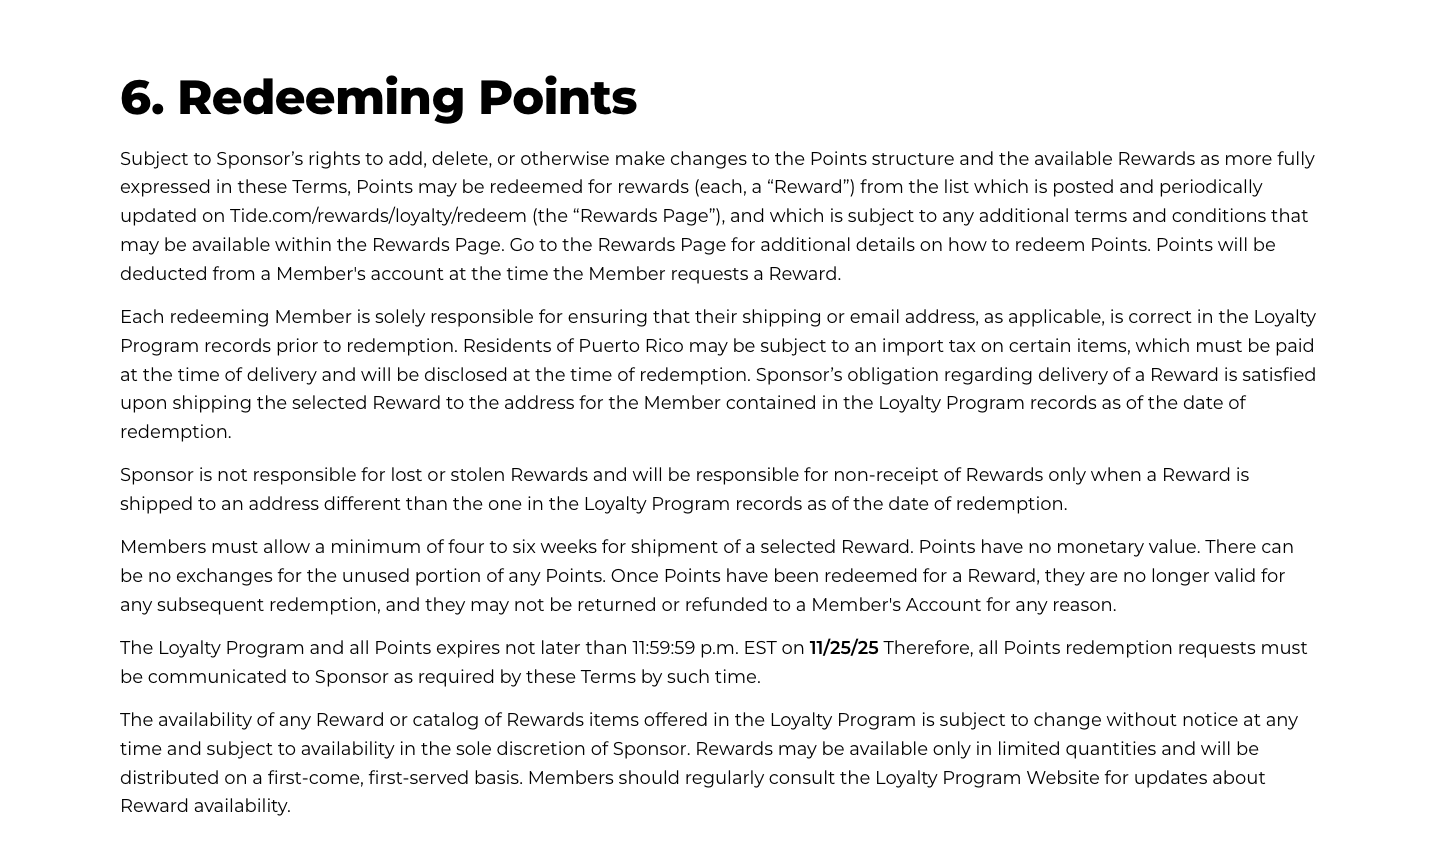 6. Redeeming Points
Subject to Sponsor’s rights to add, delete, or otherwise make changes to the Points structure and the available Rewards as more fully
expressed in these Terms, Points may be redeemed for rewards (each, a “Reward”) from the list which is posted and periodically
updated on Tide.com/rewards/loyalty/redeem (the “Rewards Page”), and which is subject to any additional terms and conditions that
may be available within the Rewards Page. Go to the Rewards Page for additional details on how to redeem Points. Points will be
deducted from a Member's account at the time the Member requests a Reward.
Each redeeming Member is solely responsible for ensuring that their shipping or email address, as applicable, is correct in the Loyalty
Program records prior to redemption. Residents of Puerto Rico may be subject to an import tax on certain items, which must be paid
at the time of delivery and will be disclosed at the time of redemption. Sponsor’s obligation regarding delivery of a Reward is satisfied
upon shipping the selected Reward to the address for the Member contained in the Loyalty Program records as of the date of
redemption.
Sponsor is not responsible for lost or stolen Rewards and will be responsible for non-receipt of Rewards only when a Reward is
shipped to an address different than the one in the Loyalty Program records as of the date of redemption.
Members must allow a minimum of four to six weeks for shipment of a selected Reward. Points have no monetary value. There can
be no exchanges for the unused portion of any Points. Once Points have been redeemed for a Reward, they are no longer valid for
any subsequent redemption, and they may not be returned or refunded to a Member's Account for any reason.
The Loyalty Program and all Points expires not later than 11:59:59 p.m. EST on 11/25/25 Therefore, all Points redemption requests must
be communicated to Sponsor as required by these Terms by such time.
The availability of any Reward or catalog of Rewards items offered in the Loyalty Program is subject to change without notice at any
time and subject to availability in the sole discretion of Sponsor. Rewards may be available only in limited quantities and will be
distributed on a first-come, first-served basis. Members should regularly consult the Loyalty Program Website for updates about
Reward availability.